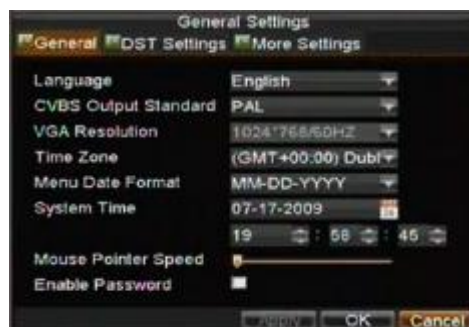 General Settings
General DST Settings More Settings
Language English
CVBS Output Standard PAL
VGA Resolution 1024*768/60HZ
Time Zone (GMT+00.00) Dubl
Menu Date Format MM-DD-YYYY
System Time 07-17-2009
19 : 58 : 45
Mouse Pointer Speed
Enable Password
Apply OK Cancel